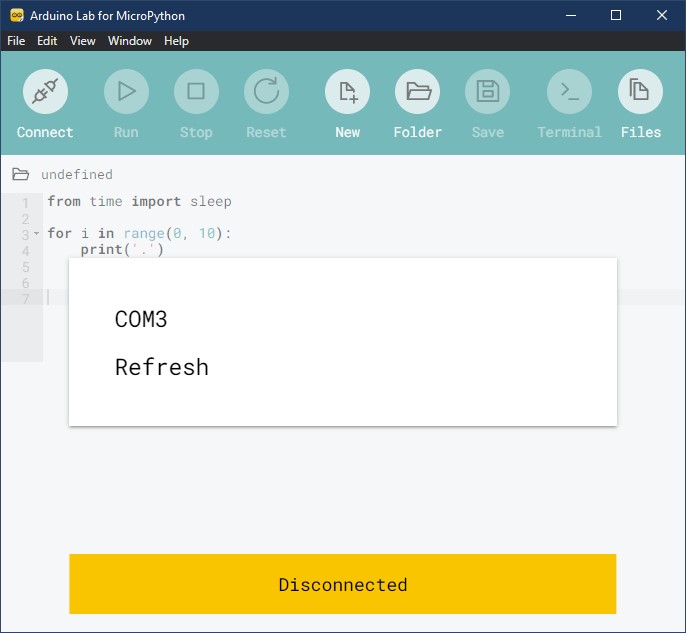 Arduino Lab for MicroPython
File Edit View Window Help
Connect Run Stop Reset New Folder Save Terminal Files
undefined
1 from time import sleep
2
3 for i in range(0, 10):
4     print('.')
5
6
7
COM3
Refresh
Disconnected